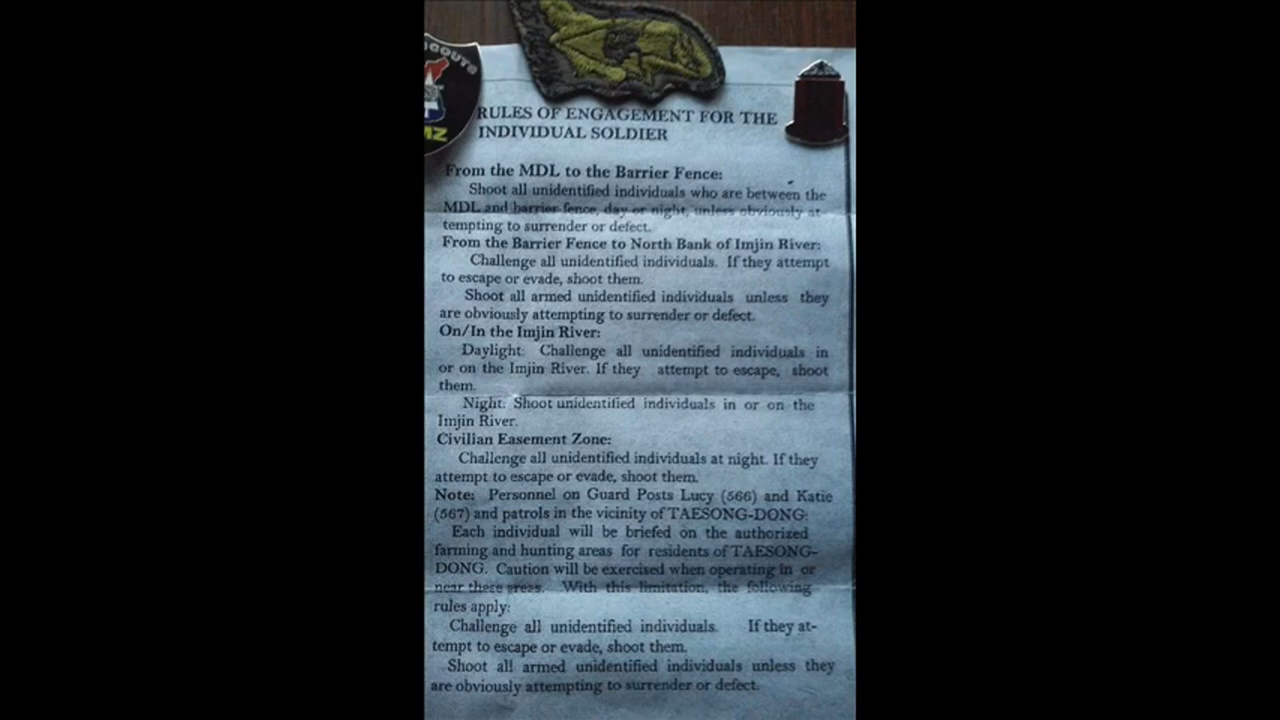 SCOUTS
MZ
RULES OF ENGAGEMENT FOR THE
INDIVIDUAL SOLDIER
From the MDL to the Barrier Fence:
Shoot all unidentified individuals who are between the
MDL and barrier fence, day or night, unless obviously at
tempting to surrender or defect.
From the Barrier Fence to North Bank of Imjin River:
Challenge all unidentified individuals. If they attempt
to escape or evade, shoot them.
Shoot all armed unidentified individuals unless they
are obviously attempting to surrender or defect.
On/In the Imjin River:
Daylight: Challenge all unidentified individuals in
or on the Imjin River. If they attempt to escape, shoot
them.
Night: Shoot unidentified individuals in or on the
Imjin River.
Civilian Easement Zone:
Challenge all unidentified individuals at night. If they
attempt to escape or evade, shoot them.
Note: Personnel on Guard Posts Lucy (566) and Katie
(567) and patrols in the vicinity of TAESONG-DONG:
Each individual will be briefed on the authorized
farming and hunting areas for residents of TAESONG-
DONG. Caution will be exercised when operating in or
near these areas. With this limitation, the following
rules apply:
Challenge all unidentified individuals. If they at-
tempt to escape or evade, shoot them.
Shoot all armed unidentified individuals unless they
are obviously attempting to surrender or defect.